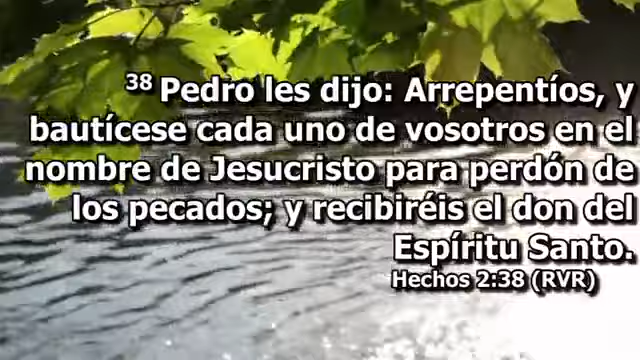 38 Pedro les dijo: Arrepentíos, y
bautícese cada uno de vosotros en el
nombre de Jesucristo para perdón de
los pecados; y recibiréis el don del
Espíritu Santo.
Hechos 2:38 (RVR)